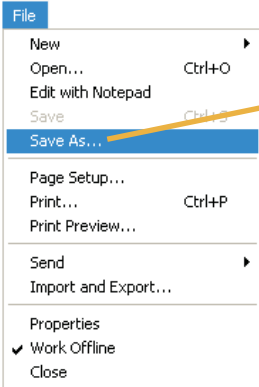 File
New
Open... Ctrl+O
Edit with Notepad
Save Ctrl+S
Save As...
Page Setup...
Print... Ctrl+P
Print Preview...
Send
Import and Export...
Properties
Work Offline
Close